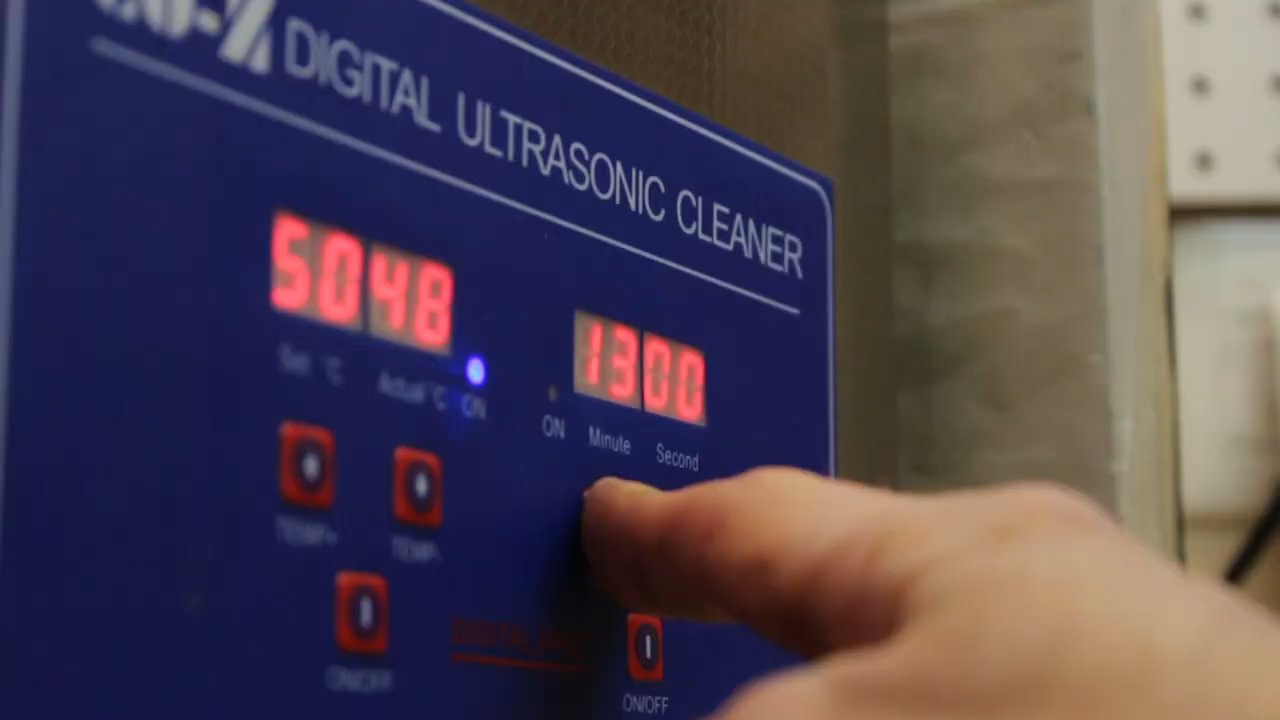 DIGITAL ULTRASONIC CLEANER
5048 1300
Set °C Actual °C ON ON Minute Second
TEMP+ TEMP-
ON/OFF ON/OFF